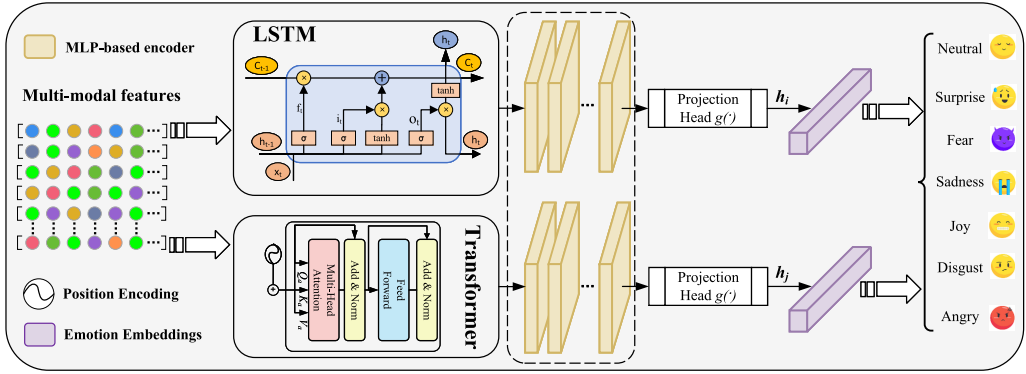 MLP-based encoder
Multi-modal features
Position Encoding
Emotion Embeddings
LSTM
h_t
C_{t-1}
C_t
× + ×
f_t
i_t
O_t
tanh
× ×
σ σ tanh σ
h_{t-1}
h_t
x_t
Transformer
Q_a
K_a
V_a
Multi-Head
Attention
Add & Norm
Feed
Forward
Add & Norm
Projection
Head g(·)
h_i
Projection
Head g(·)
h_j
Neutral
Surprise
Fear
Sadness
Joy
Disgust
Angry